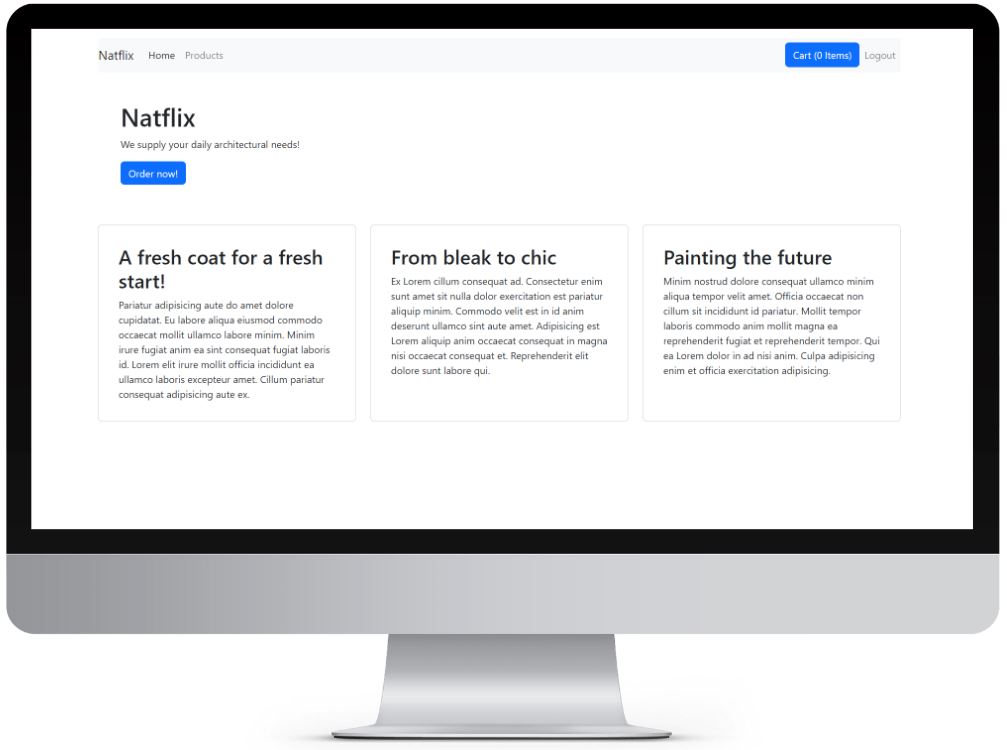 Natflix Home Products Cart (0 Items) Logout
Natflix
We supply your daily architectural needs!
Order now!
A fresh coat for a fresh
start!
Pariatur adipisicing aute do amet dolore
cupidatat. Eu labore aliqua eiusmod commodo
occaecat mollit ullamco labore minim. Minim
irure fugiat anim ea sint consequat fugiat laboris
id. Lorem elit irure mollit officia incididunt ea
ullamco laboris excepteur amet. Cillum pariatur
consequat adipisicing aute ex.
From bleak to chic
Ex Lorem cillum consequat ad. Consectetur enim
sunt amet sit nulla dolor exercitation est pariatur
aliquip minim. Commodo velit est in id anim
deserunt ullamco sint aute amet. Adipisicing est
Lorem aliquip anim occaecat consequat in magna
nisi occaecat consequat et. Reprehenderit elit
dolore sunt labore qui.
Painting the future
Minim nostrud dolore consequat ullamco minim
aliqua tempor velit amet. Officia occaecat non
cillum sit incididunt id pariatur. Mollit tempor
laboris commodo anim mollit magna ea
reprehenderit fugiat et reprehenderit tempor. Qui
ea Lorem dolor in ad nisi anim. Culpa adipisicing
enim et officia exercitation adipisicing.